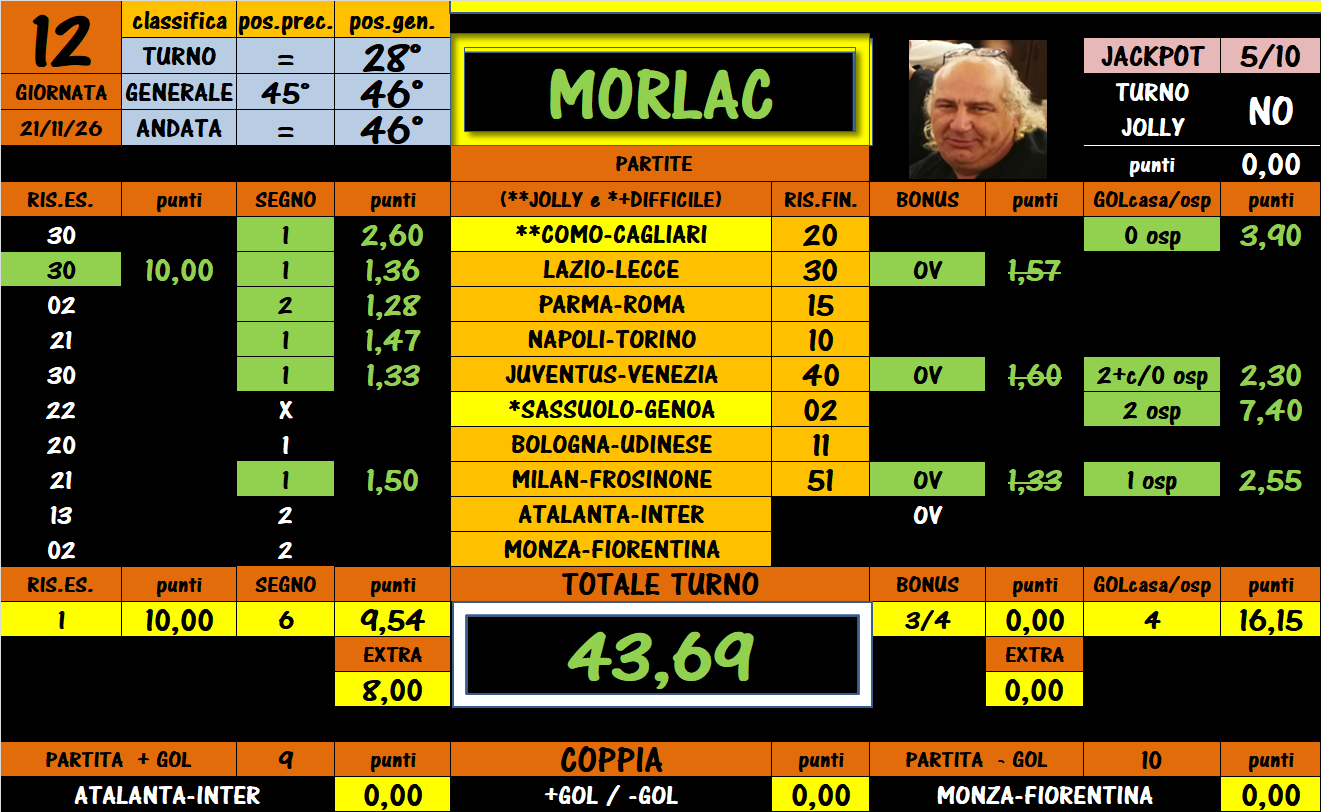 12 classifica pos.prec. pos.gen.
TURNO = 28°
MORLAC
JACKPOT 5/10
GIORNATA GENERALE 45° 46°
TURNO JOLLY NO
21/11/26 ANDATA = 46°
PARTITE
punti 0,00
RIS.ES. punti SEGNO punti (**JOLLY e *+DIFFICILE) RIS.FIN. BONUS punti GOLcasa/osp punti
30 1 2,60 **COMO-CAGLIARI 20 0 osp 3,90
30 10,00 1 1,36 LAZIO-LECCE 30 OV 1,57
02 2 1,28 PARMA-ROMA 15
21 1 1,47 NAPOLI-TORINO 10
30 1 1,33 JUVENTUS-VENEZIA 40 OV 1,60 2+c/0 osp 2,30
22 X *SASSUOLO-GENOA 02 2 osp 7,40
20 1 BOLOGNA-UDINESE 11
21 1 1,50 MILAN-FROSINONE 51 OV 1,33 1 osp 2,55
13 2 ATALANTA-INTER OV
02 2 MONZA-FIORENTINA
RIS.ES. punti SEGNO punti TOTALE TURNO BONUS punti GOLcasa/osp punti
1 10,00 6 9,54 43,69 3/4 0,00 4 16,15
EXTRA EXTRA
8,00 0,00
PARTITA + GOL 9 punti COPPIA punti PARTITA - GOL 10 punti
ATALANTA-INTER 0,00 +GOL / -GOL 0,00 MONZA-FIORENTINA 0,00